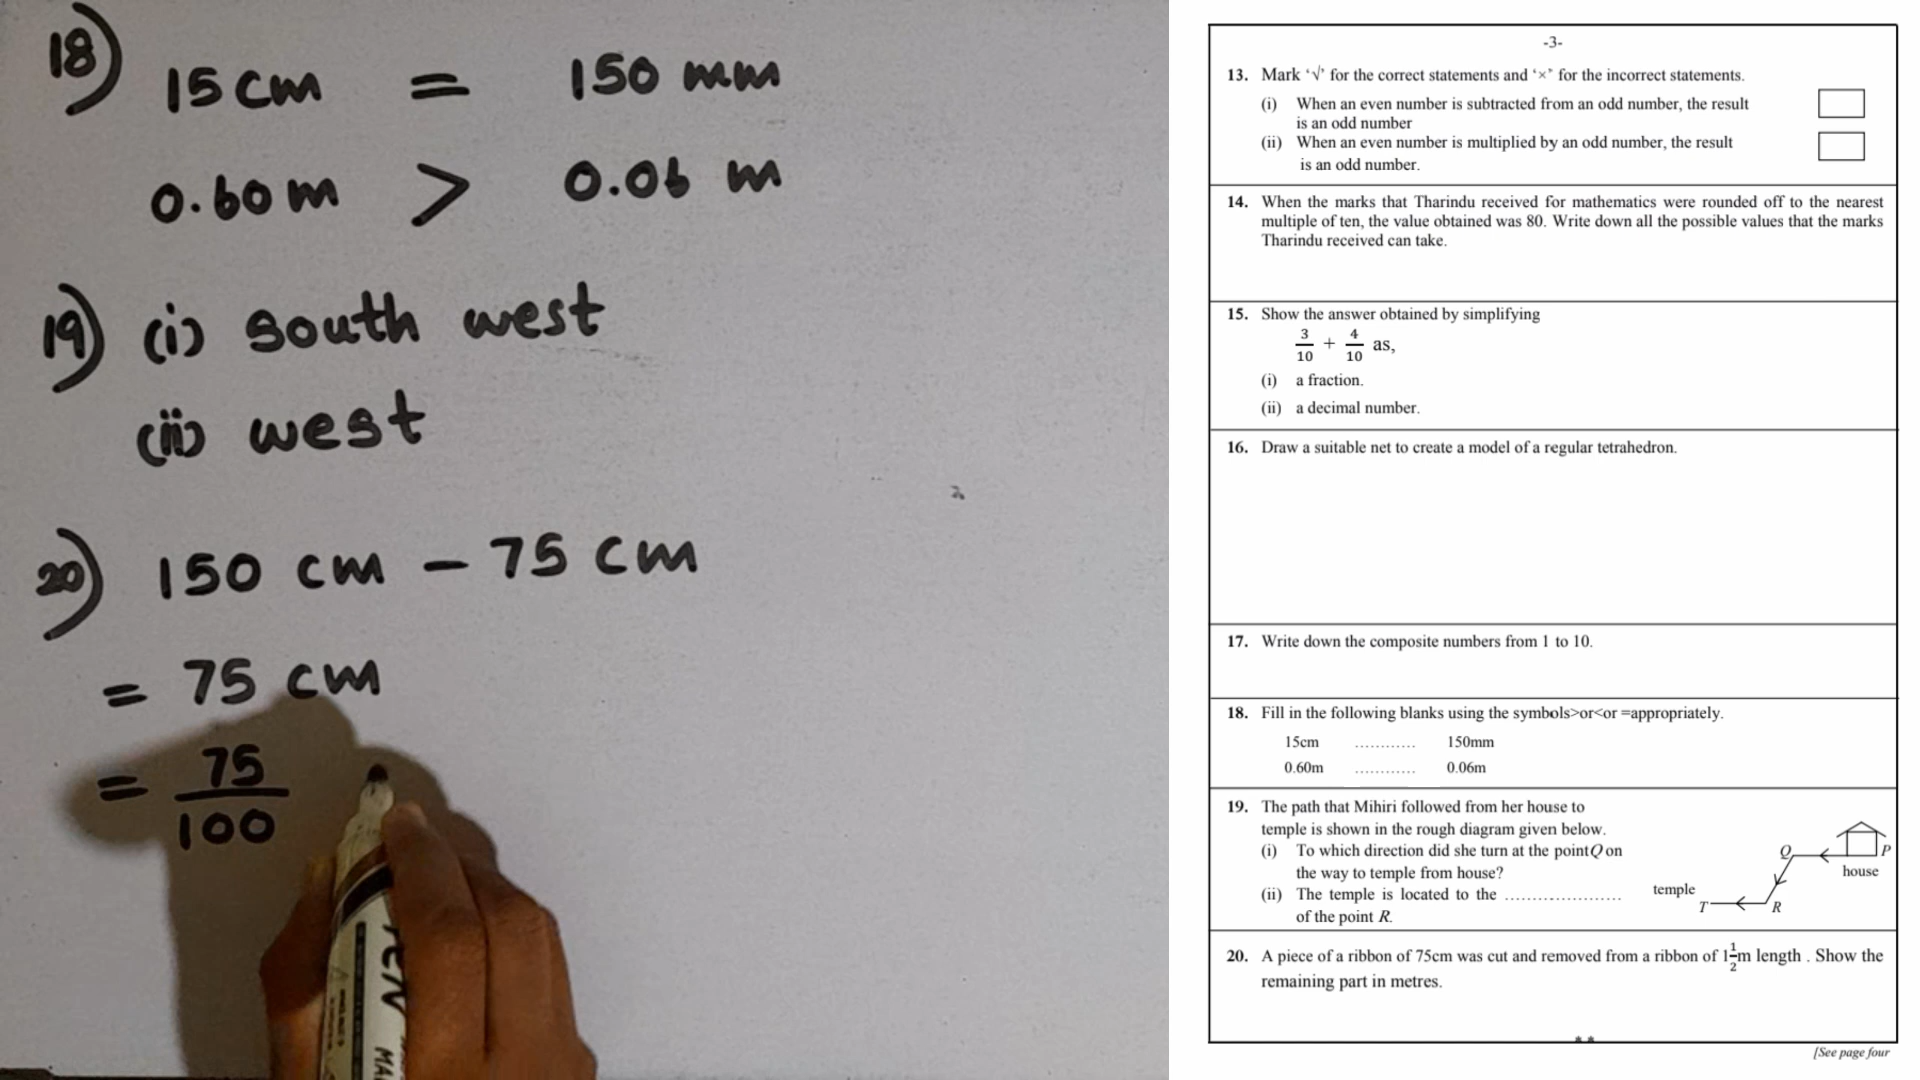 18) 15 cm = 150 mm
0.60 m > 0.06 m
19) (i) south west
(ii) west
20) 150 cm – 75 cm
= 75 cm
= 75
100
-3-
13. Mark ‘√’ for the correct statements and ‘×’ for the incorrect statements.
(i) When an even number is subtracted from an odd number, the result
is an odd number
(ii) When an even number is multiplied by an odd number, the result
is an odd number.
14. When the marks that Tharindu received for mathematics were rounded off to the nearest
multiple of ten, the value obtained was 80. Write down all the possible values that the marks
Tharindu received can take.
15. Show the answer obtained by simplifying
3/10 + 4/10 as,
(i) a fraction.
(ii) a decimal number.
16. Draw a suitable net to create a model of a regular tetrahedron.
17. Write down the composite numbers from 1 to 10.
18. Fill in the following blanks using the symbols>or<or =appropriately.
15cm ............ 150mm
0.60m ............ 0.06m
19. The path that Mihiri followed from her house to
temple is shown in the rough diagram given below.
(i) To which direction did she turn at the point Q on
the way to temple from house?
(ii) The temple is located to the .....................
of the point R.
Q P
house
temple
T R
20. A piece of a ribbon of 75cm was cut and removed from a ribbon of 1 1/2 m length . Show the
remaining part in metres.
[See page four